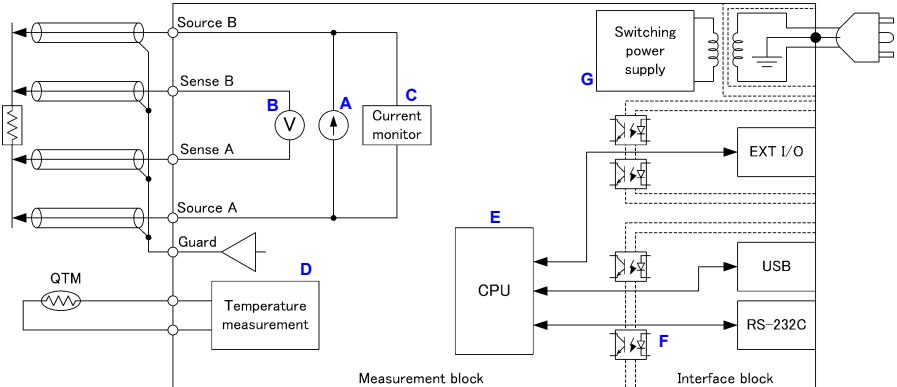 Source B
Switching
power
supply
G
Sense B
B
A
C
V
Current
monitor
EXT I/O
Sense A
Source A
E
Guard
D
QTM
CPU
USB
Temperature
measurement
RS-232C
F
Measurement block
Interface block